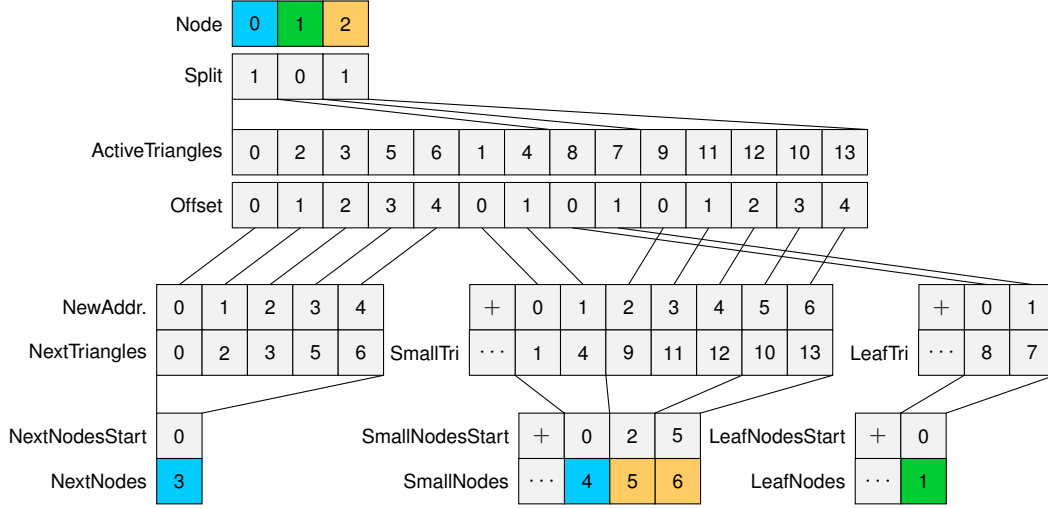 Node 0 1 2
Split 1 0 1
ActiveTriangles 0 2 3 5 6 1 4 8 7 9 11 12 10 13
Offset 0 1 2 3 4 0 1 0 1 0 1 2 3 4
NewAddr. 0 1 2 3 4 + 0 1 2 3 4 5 6 + 0 1
NextTriangles 0 2 3 5 6 SmallTri ··· 1 4 9 11 12 10 13 LeafTri ··· 8 7
NextNodesStart 0 SmallNodesStart + 0 2 5 LeafNodesStart + 0
NextNodes 3 SmallNodes ··· 4 5 6 LeafNodes ··· 1